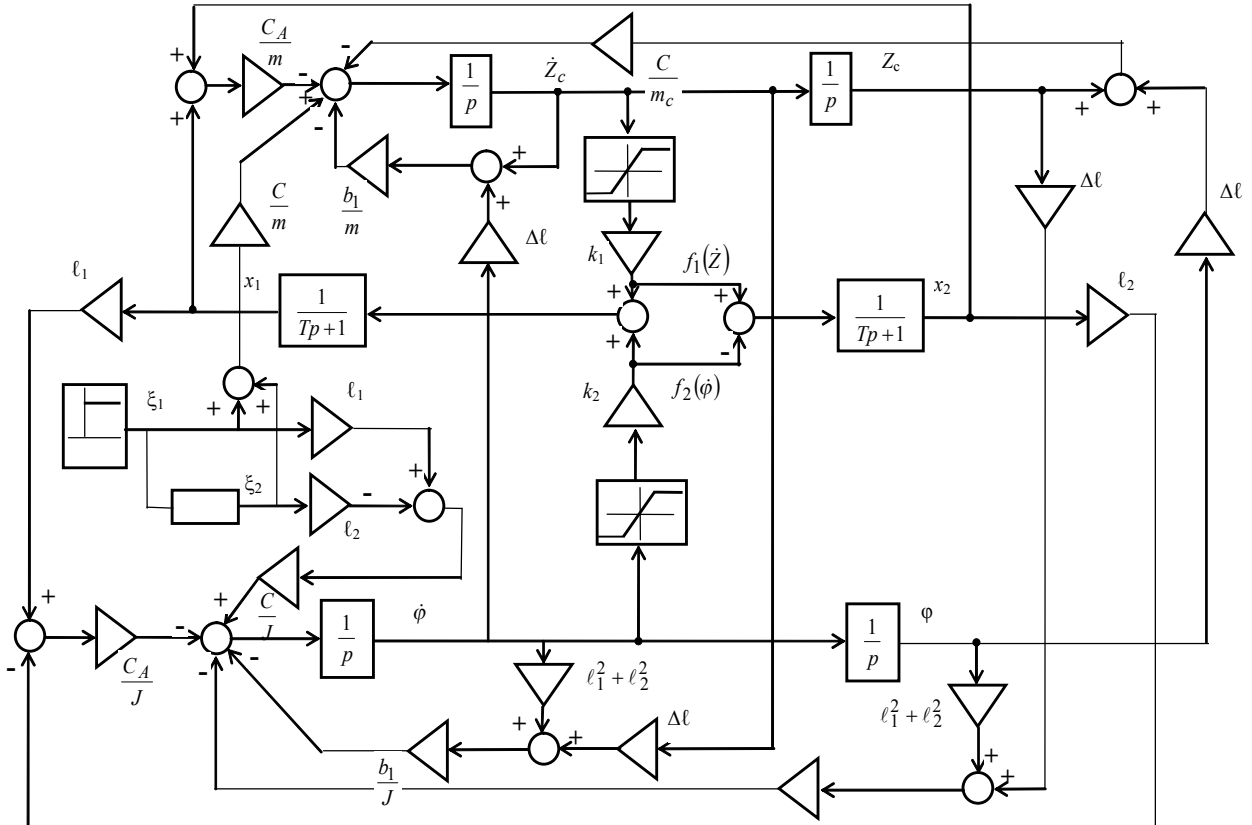 +
C_A/m
-
-
+
-
1/p
Ż_c
C/m_c
1/p
Z_c
+
+
+
b_1/m
+
+
Δℓ
C/m
Δℓ
Δℓ
k_1
f_1(Ż)
ℓ_1
x_1
1/(Tp+1)
+
+
+
-
1/(Tp+1)
x_2
ℓ_2
k_2
f_2(φ̇)
ξ_1
+
+
ℓ_1
+
ξ_2
-
ℓ_2
+
-
C_A/J
-
+
C/J
-
-
1/p
φ̇
1/p
φ
ℓ_1^2 + ℓ_2^2
ℓ_1^2 + ℓ_2^2
+
+
Δℓ
b_1/J
+
+